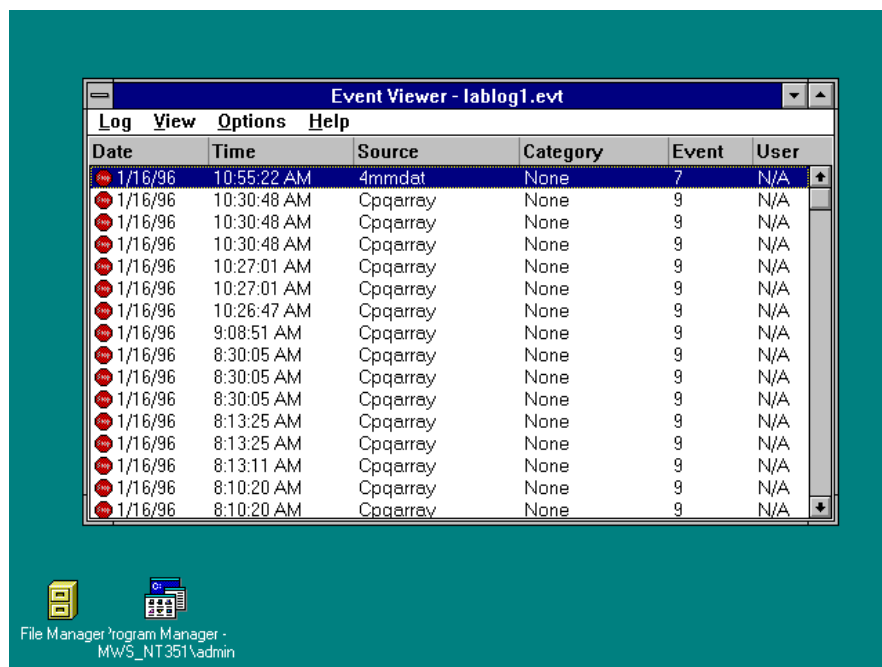 Event Viewer - lablog1.evt
Log View Options Help
Date Time Source Category Event User
1/16/96 10:55:22 AM 4mmdat None 7 N/A
1/16/96 10:30:48 AM Cpqarray None 9 N/A
1/16/96 10:30:48 AM Cpqarray None 9 N/A
1/16/96 10:30:48 AM Cpqarray None 9 N/A
1/16/96 10:27:01 AM Cpqarray None 9 N/A
1/16/96 10:27:01 AM Cpqarray None 9 N/A
1/16/96 10:26:47 AM Cpqarray None 9 N/A
1/16/96 9:08:51 AM Cpqarray None 9 N/A
1/16/96 8:30:05 AM Cpqarray None 9 N/A
1/16/96 8:30:05 AM Cpqarray None 9 N/A
1/16/96 8:30:05 AM Cpqarray None 9 N/A
1/16/96 8:13:25 AM Cpqarray None 9 N/A
1/16/96 8:13:25 AM Cpqarray None 9 N/A
1/16/96 8:13:11 AM Cpqarray None 9 N/A
1/16/96 8:10:20 AM Cpqarray None 9 N/A
1/16/96 8:10:20 AM Cpqarray None 9 N/A
File Manager
rogram Manager -
MWS_NT351\admin